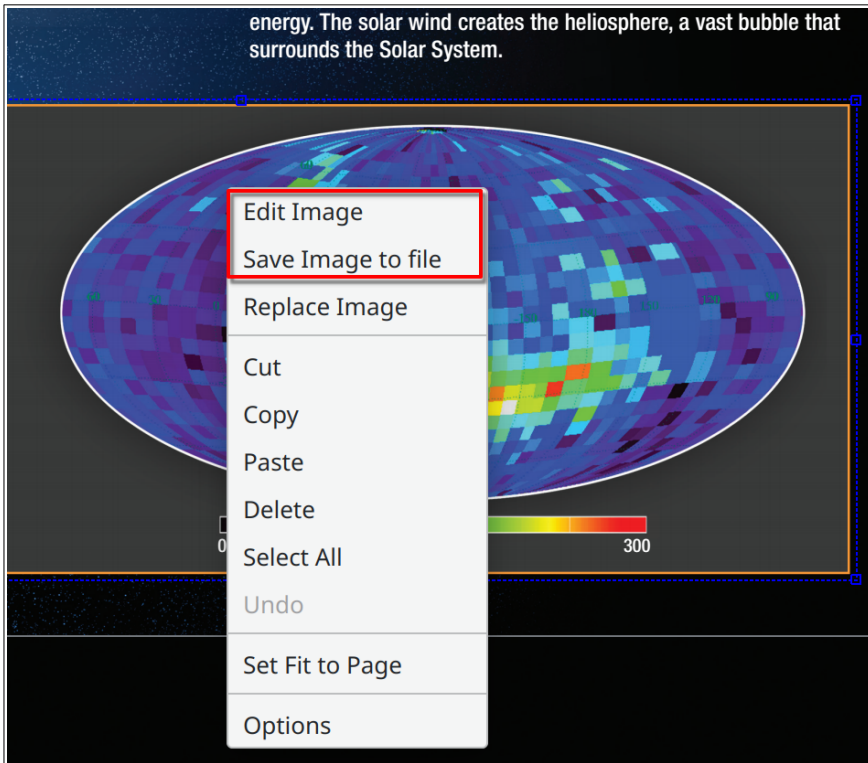 energy. The solar wind creates the heliosphere, a vast bubble that
surrounds the Solar System.
Edit Image
Save Image to file
Replace Image
Cut
Copy
Paste
Delete
Select All
Undo
Set Fit to Page
Options
0
300